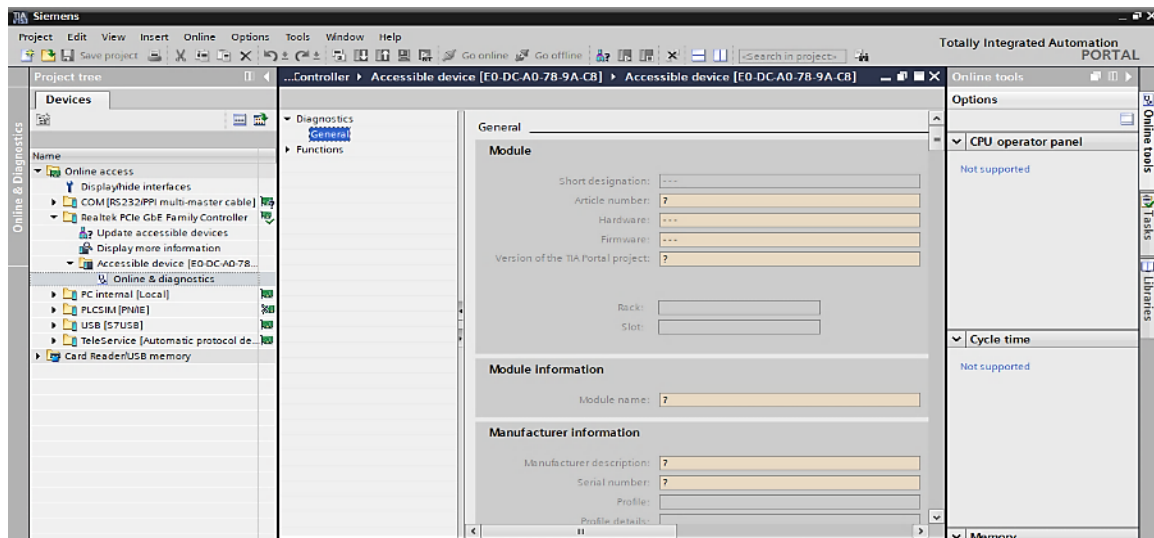 Siemens
Project Edit View Insert Online Options Tools Window Help
Save project Go online Go offline <Search in project>
Totally Integrated Automation
PORTAL
Project tree
...Controller ▸ Accessible device [E0-DC-A0-78-9A-C8] ▸ Accessible device [E0-DC-A0-78-9A-C8]
Online tools
Devices
Options
Online & Diagnostics
Name
Online access
Display/hide interfaces
COM [RS232/PPI multi-master cable]
Realtek PCIe GbE Family Controller
Update accessible devices
Display more information
Accessible device [E0-DC-A0-78...
Online & diagnostics
PC internal [Local]
PLCSIM [PN/IE]
USB [S7USB]
TeleService [Automatic protocol de...
Card Reader/USB memory
Diagnostics
General
Functions
General
Module
Short designation: ---
Article number: ?
Hardware: ---
Firmware: ---
Version of the TIA Portal project: ?
Rack:
Slot:
Module information
Module name: ?
Manufacturer information
Manufacturer description: ?
Serial number: ?
Profile:
Profile details:
CPU operator panel
Not supported
Cycle time
Not supported
Memory
Online tools
Tasks
Libraries